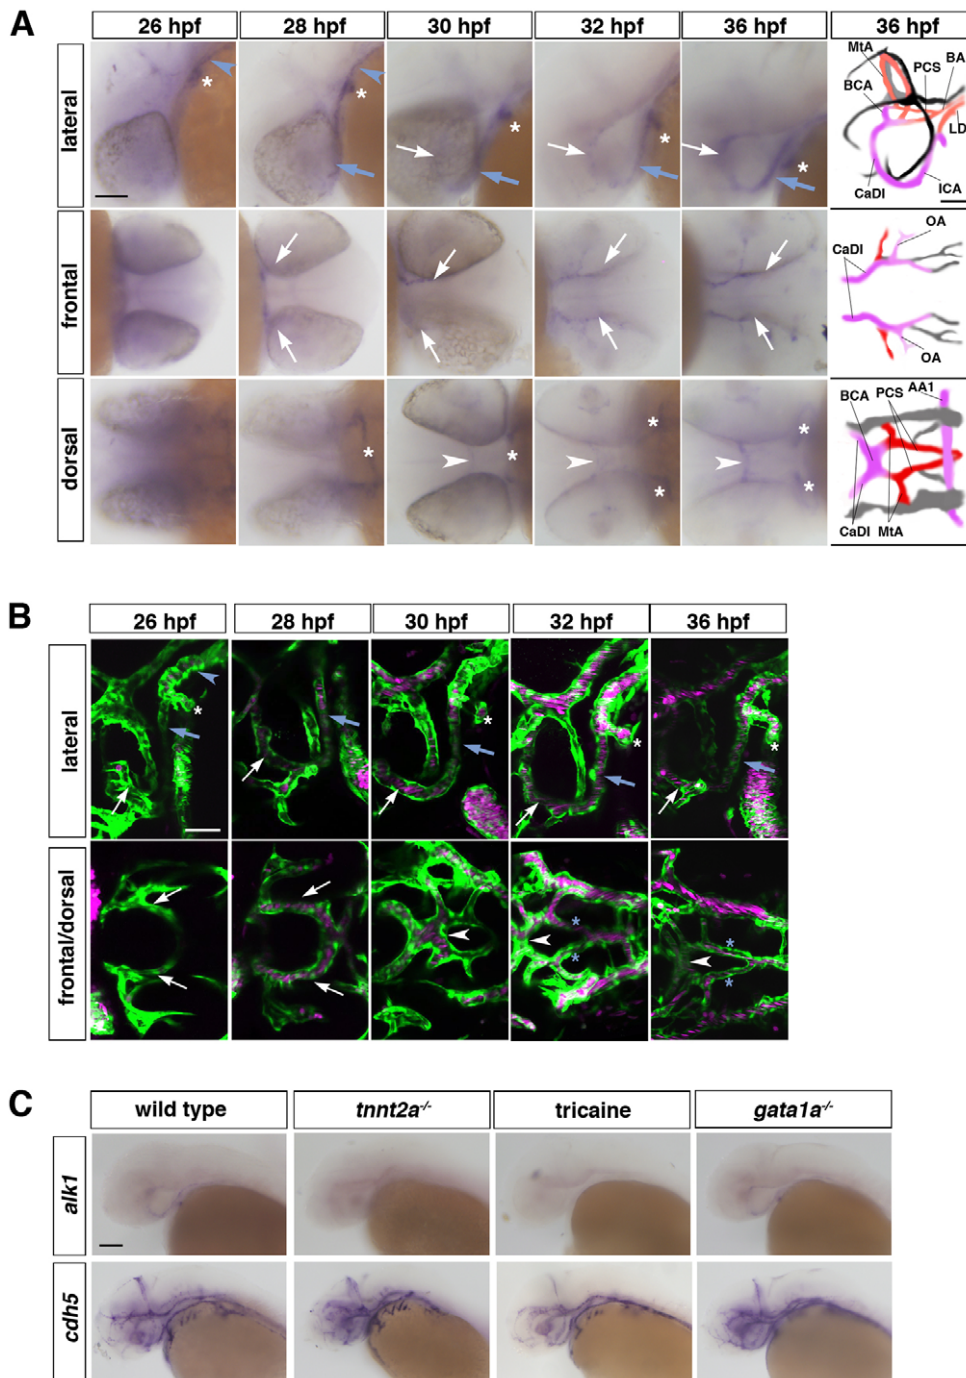 A
26 hpf 28 hpf 30 hpf 32 hpf 36 hpf 36 hpf
lateral
* * * * *
MtA PCS BA
BCA
LD
CaDI ICA
frontal
OA
CaDI
OA
dorsal
* * * * * *
BCA PCS AA1
CaDI MtA
B
26 hpf 28 hpf 30 hpf 32 hpf 36 hpf
lateral
* * * *
frontal/dorsal
* *
* *
C
wild type tnnt2a-/- tricaine gata1a-/-
alk1
cdh5